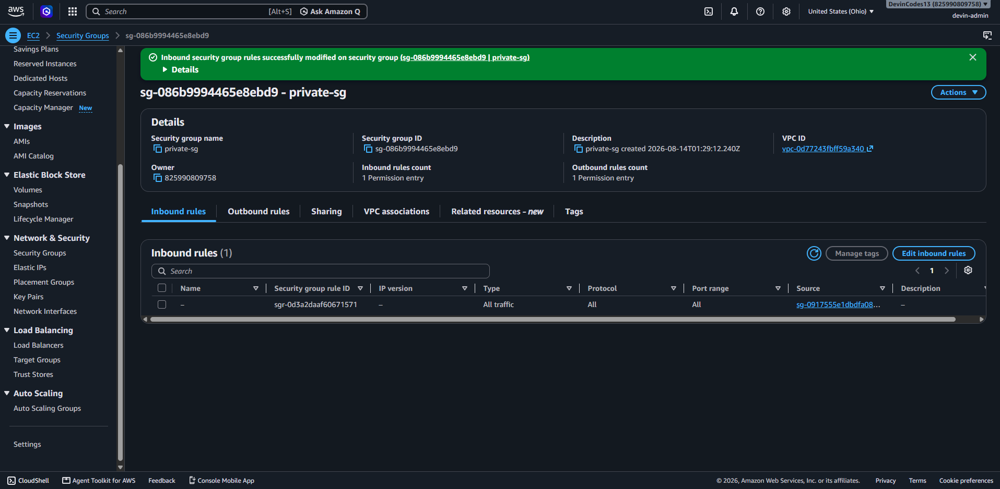 aws
Search [Alt+S] Ask Amazon Q
United States (Ohio)
DevinCodes13 (825990809758)
devin-admin
EC2 Security Groups sg-086b9994465e8ebd9
Savings Plans
Reserved Instances
Dedicated Hosts
Capacity Reservations
Capacity Manager New
Images
AMIs
AMI Catalog
Elastic Block Store
Volumes
Snapshots
Lifecycle Manager
Network & Security
Security Groups
Elastic IPs
Placement Groups
Key Pairs
Network Interfaces
Load Balancing
Load Balancers
Target Groups
Trust Stores
Auto Scaling
Auto Scaling Groups
Settings
Inbound security group rules successfully modified on security group (sg-086b9994465e8ebd9 | private-sg)
Details
sg-086b9994465e8ebd9 - private-sg
Actions
Details
Security group name
private-sg
Security group ID
sg-086b9994465e8ebd9
Description
private-sg created 2026-08-14T01:29:12.240Z
VPC ID
vpc-0d77243fbff59a340
Owner
825990809758
Inbound rules count
1 Permission entry
Outbound rules count
1 Permission entry
Inbound rules Outbound rules Sharing VPC associations Related resources – new Tags
Inbound rules (1)
Manage tags Edit inbound rules
Search
1
Name Security group rule ID IP version Type Protocol Port range Source Description
– sgr-0d3a2daaf60671571 – All traffic All All sg-0917555e1dbdfa08... –
CloudShell Agent Toolkit for AWS Feedback Console Mobile App
© 2026, Amazon Web Services, Inc. or its affiliates. Privacy Terms Cookie preferences